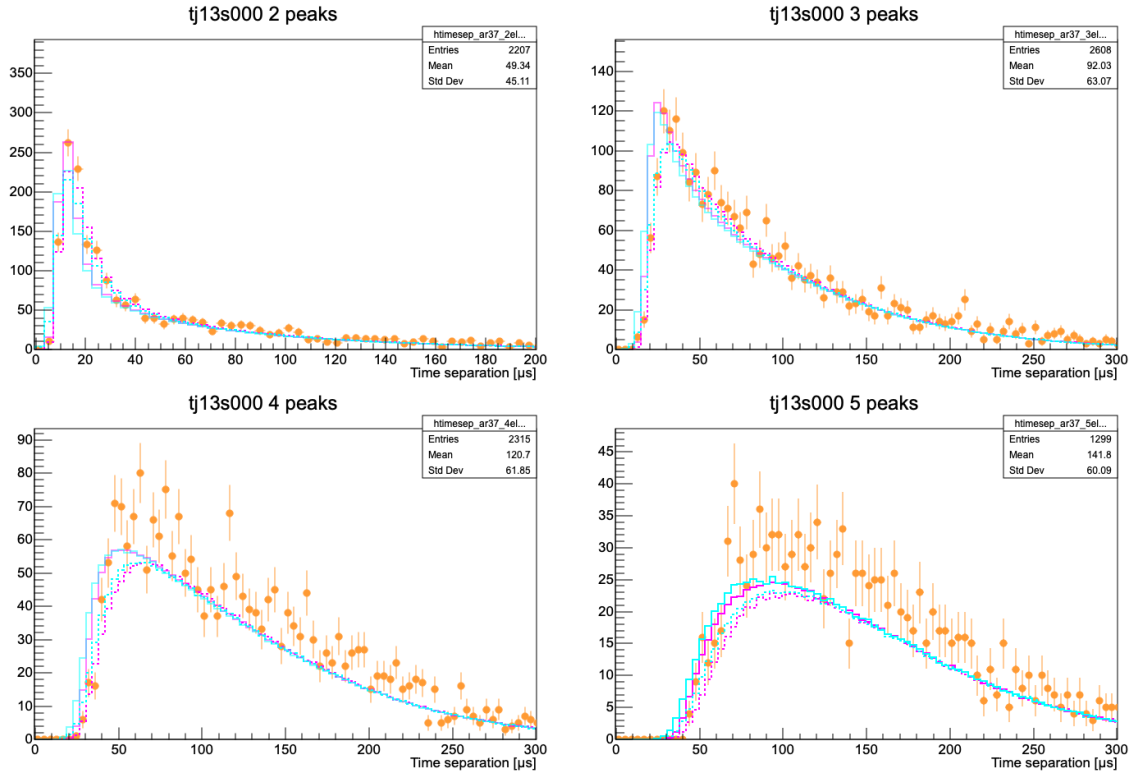 tj13s000 2 peaks
htimesep_ar37_2el...
Entries 2207
Mean 49.34
Std Dev 45.11
350
300
250
200
150
100
50
0
0 20 40 60 80 100 120 140 160 180 200
Time separation [µs]
tj13s000 3 peaks
htimesep_ar37_3el...
Entries 2608
Mean 92.03
Std Dev 63.07
140
120
100
80
60
40
20
0
0 50 100 150 200 250 300
Time separation [µs]
tj13s000 4 peaks
htimesep_ar37_4el...
Entries 2315
Mean 120.7
Std Dev 61.85
90
80
70
60
50
40
30
20
10
0
0 50 100 150 200 250 300
Time separation [µs]
tj13s000 5 peaks
htimesep_ar37_5el...
Entries 1299
Mean 141.8
Std Dev 60.09
45
40
35
30
25
20
15
10
5
0
0 50 100 150 200 250 300
Time separation [µs]